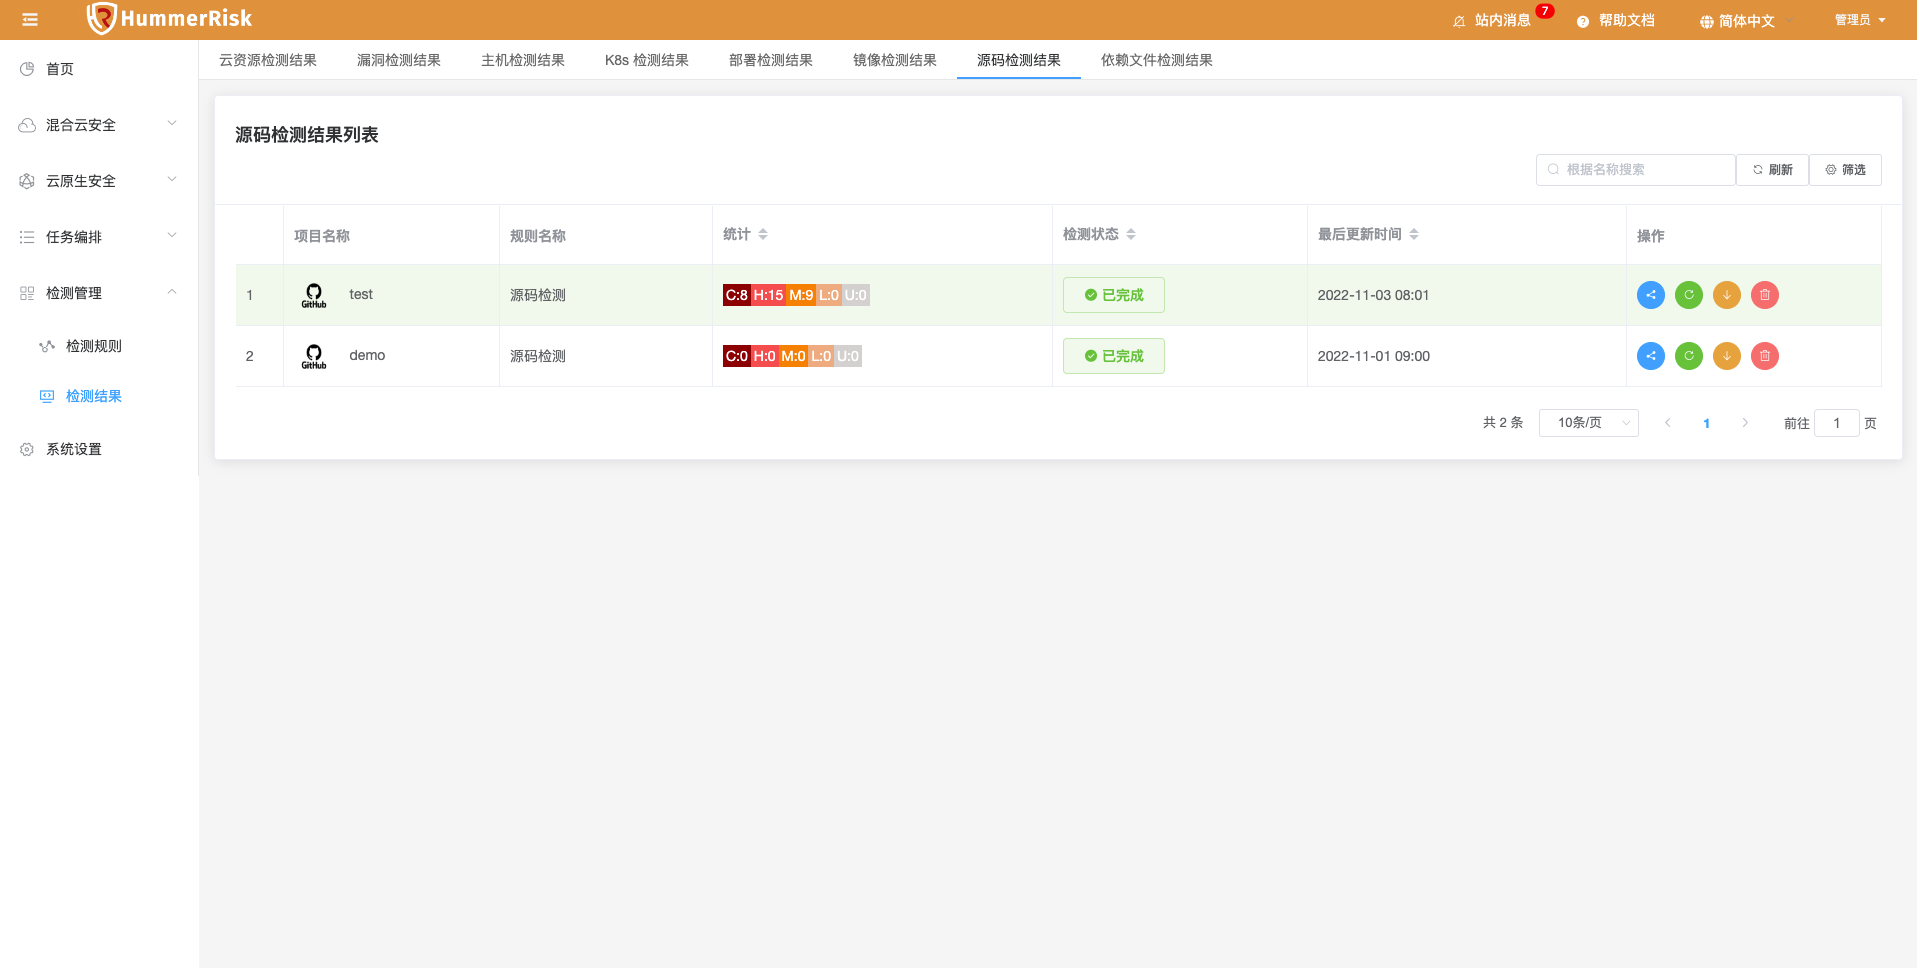 HummerRisk
站内消息 7 帮助文档 简体中文 管理员
首页
混合云安全
云原生安全
任务编排
检测管理
检测规则
检测结果
系统设置
云资源检测结果 漏洞检测结果 主机检测结果 K8s 检测结果 部署检测结果 镜像检测结果 源码检测结果 依赖文件检测结果
源码检测结果列表
根据名称搜索 刷新 筛选
项目名称 规则名称 统计 检测状态 最后更新时间 操作
1 GitHub test 源码检测 C:8 H:15 M:9 L:0 U:0 已完成 2022-11-03 08:01
2 GitHub demo 源码检测 C:0 H:0 M:0 L:0 U:0 已完成 2022-11-01 09:00
共 2 条 10条/页 1 前往 1 页